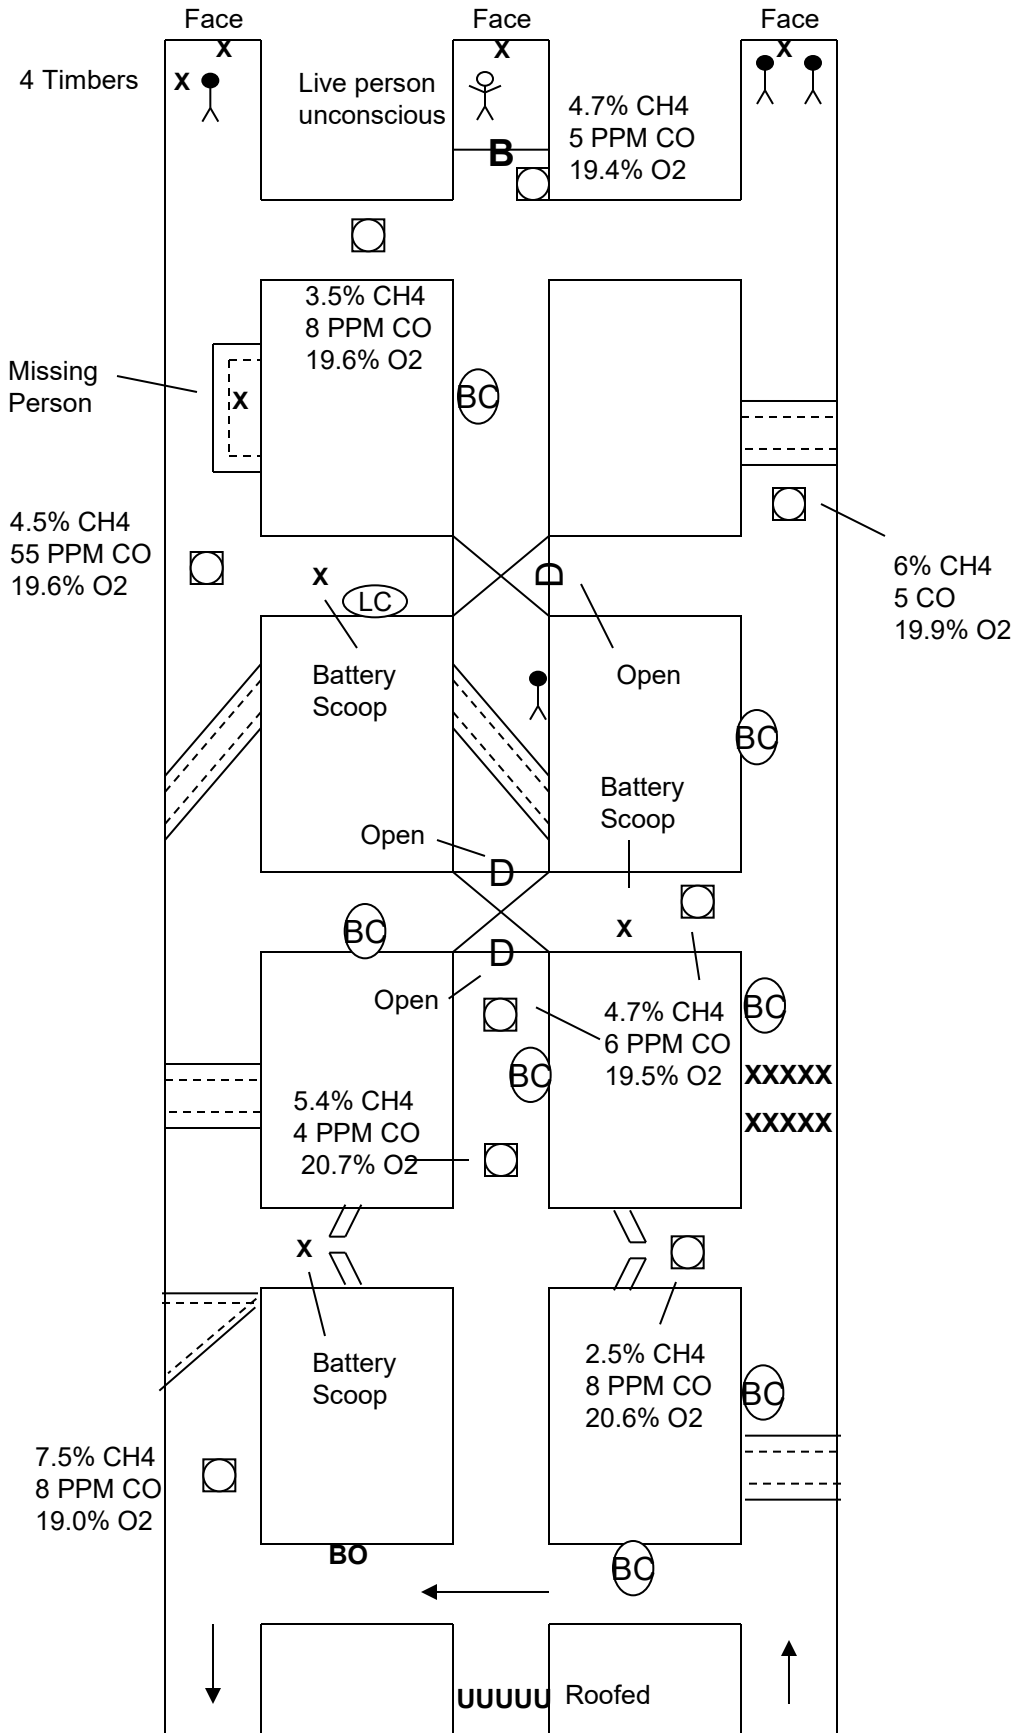 Face
Face
Face
X
X
X
4 Timbers
X
Live person
unconscious
4.7% CH4
5 PPM CO
19.4% O2
B
3.5% CH4
8 PPM CO
19.6% O2
Missing
Person
X
BC
4.5% CH4
55 PPM CO
19.6% O2
X
LC
D
6% CH4
5 CO
19.9% O2
Battery
Scoop
Open
BC
Battery
Scoop
Open
D
BC
X
D
Open
4.7% CH4
6 PPM CO
19.5% O2
BC
BC
XXXXX
XXXXX
5.4% CH4
4 PPM CO
20.7% O2
X
Battery
Scoop
2.5% CH4
8 PPM CO
20.6% O2
BC
7.5% CH4
8 PPM CO
19.0% O2
BO
BC
UUUUU
Roofed